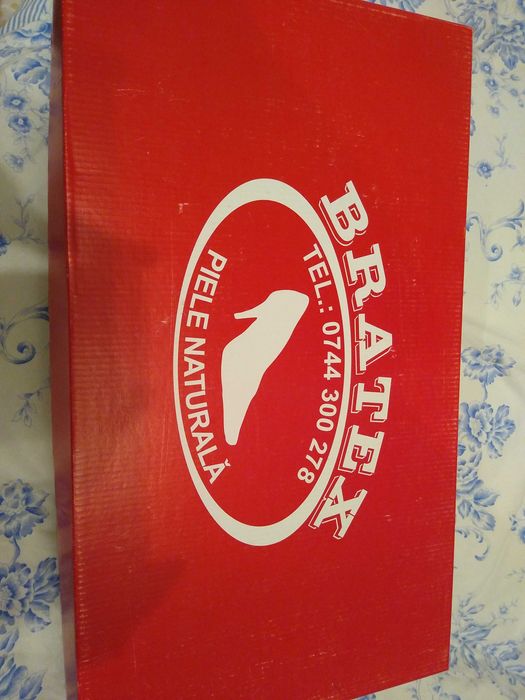 BRATEX
TEL.: 0744 300 278
PIELE NATURALĂ